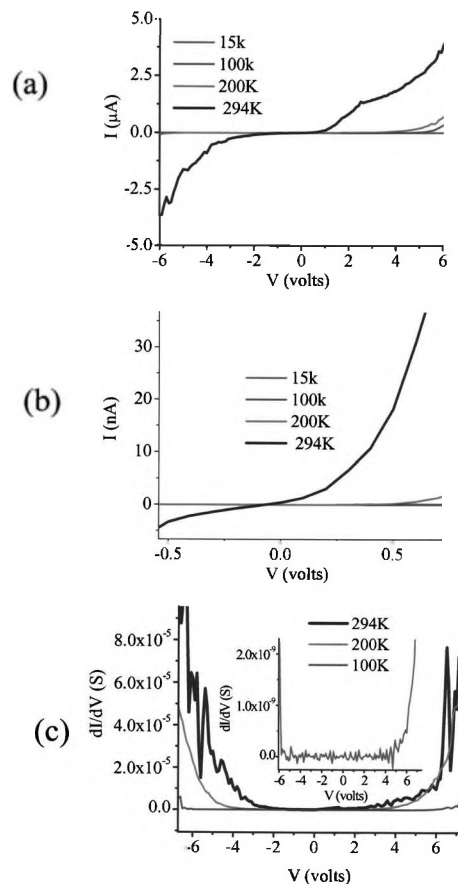 (a)
15k
100k
200K
294K
5.0
2.5
0.0
-2.5
5.0
I (μA)
-6 -4 -2 0 2 4 6
V (volts)
(b)
15k
100k
200K
294K
30
20
10
0
I (nA)
-0.5 0.0 0.5
V (volts)
(c)
294K
200K
100K
8.0x10⁻⁵
6.0x10⁻⁵
4.0x10⁻⁵
2.0x10⁻⁵
0.0
dI/dV (S)
2.0x10⁻⁹
1.0x10⁻⁹
0.0
dI/dV (S)
-6 -4 -2 0 2 4 6
V (volts)
-6 -4 -2 0 2 4 6
V (volts)